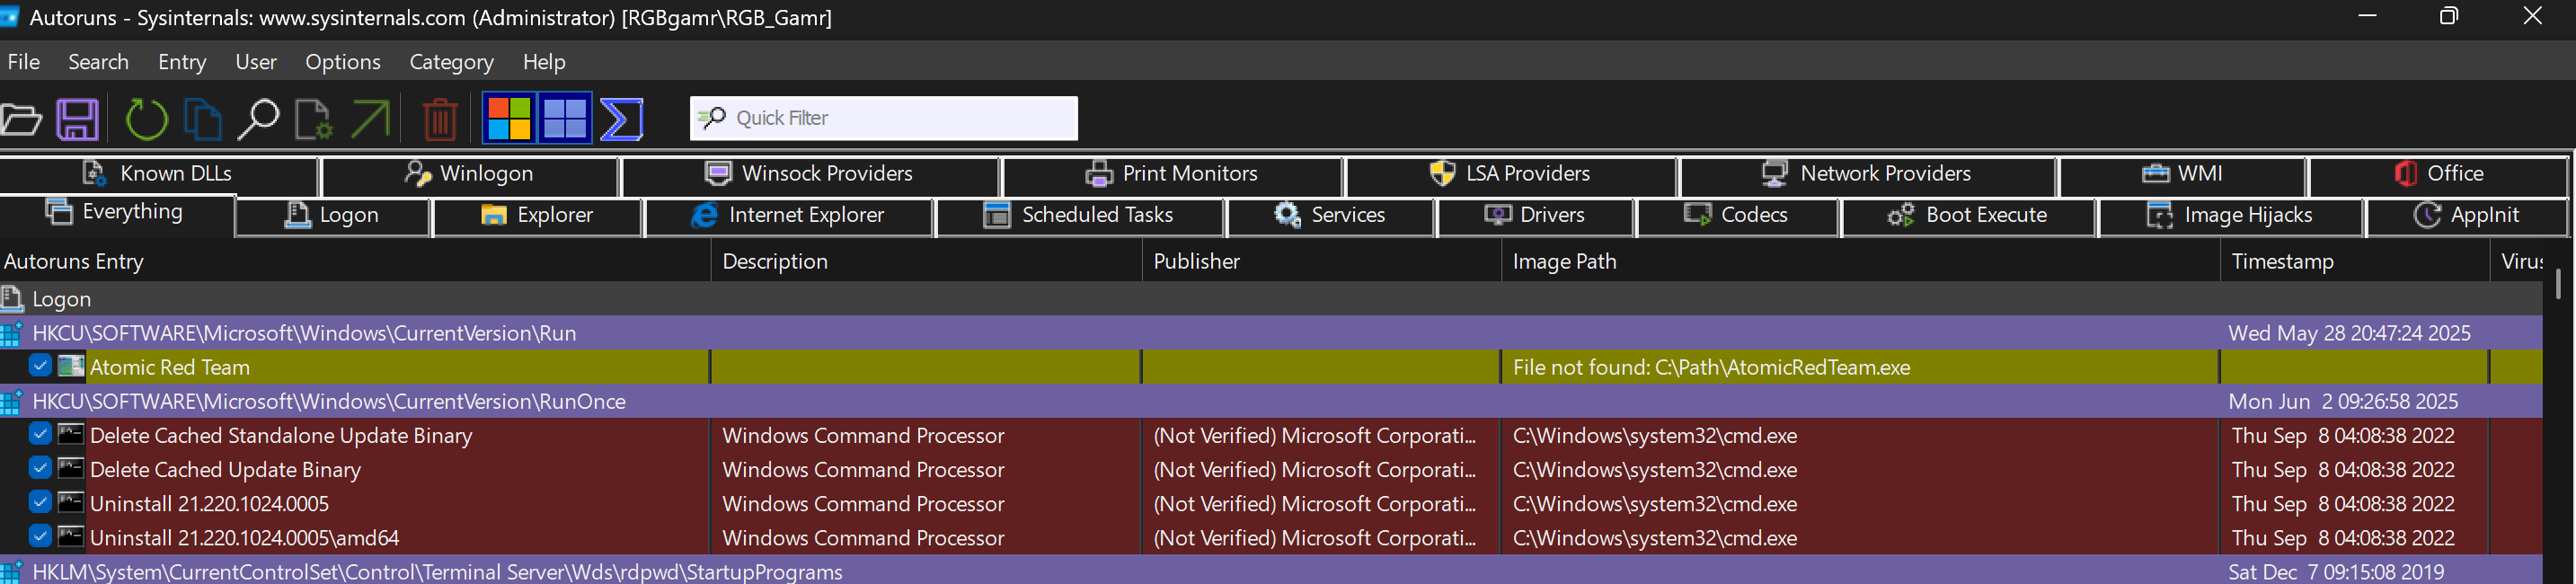 Autoruns - Sysinternals: www.sysinternals.com (Administrator) [RGBgamr\RGB_Gamr]
File Search Entry User Options Category Help
Quick Filter
Known DLLs Winlogon Winsock Providers Print Monitors LSA Providers Network Providers WMI Office
Everything Logon Explorer Internet Explorer Scheduled Tasks Services Drivers Codecs Boot Execute Image Hijacks AppInit
Autoruns Entry Description Publisher Image Path Timestamp Virus
Logon
HKCU\SOFTWARE\Microsoft\Windows\CurrentVersion\Run Wed May 28 20:47:24 2025
Atomic Red Team File not found: C:\Path\AtomicRedTeam.exe
HKCU\SOFTWARE\Microsoft\Windows\CurrentVersion\RunOnce Mon Jun 2 09:26:58 2025
Delete Cached Standalone Update Binary Windows Command Processor (Not Verified) Microsoft Corporati... C:\Windows\system32\cmd.exe Thu Sep 8 04:08:38 2022
Delete Cached Update Binary Windows Command Processor (Not Verified) Microsoft Corporati... C:\Windows\system32\cmd.exe Thu Sep 8 04:08:38 2022
Uninstall 21.220.1024.0005 Windows Command Processor (Not Verified) Microsoft Corporati... C:\Windows\system32\cmd.exe Thu Sep 8 04:08:38 2022
Uninstall 21.220.1024.0005\amd64 Windows Command Processor (Not Verified) Microsoft Corporati... C:\Windows\system32\cmd.exe Thu Sep 8 04:08:38 2022
HKLM\System\CurrentControlSet\Control\Terminal Server\Wds\rdpwd\StartupPrograms Sat Dec 7 09:15:08 2019